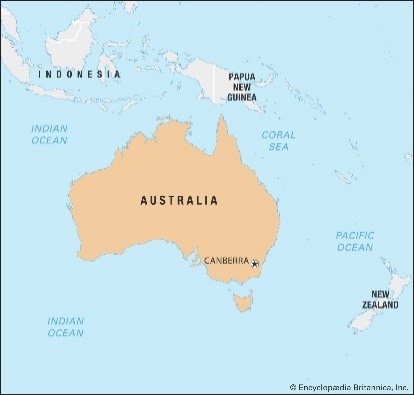 INDONESIA
PAPUA
NEW
GUINEA
INDIAN
OCEAN
CORAL
SEA
AUSTRALIA
PACIFIC
OCEAN
CANBERRA
NEW
ZEALAND
INDIAN
OCEAN
© Encyclopædia Britannica, Inc.